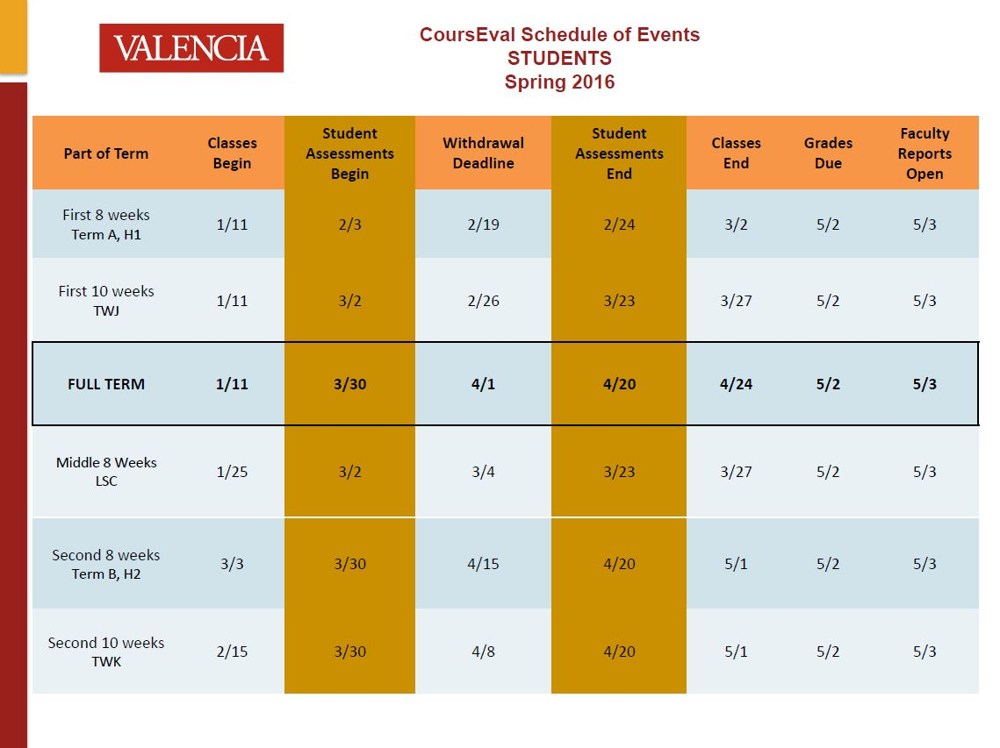 VALENCIA
CoursEval Schedule of Events
STUDENTS
Spring 2016
Part of Term
Classes
Begin
Student
Assessments
Begin
Withdrawal
Deadline
Student
Assessments
End
Classes
End
Grades
Due
Faculty
Reports
Open
First 8 weeks
Term A, H1
1/11 2/3 2/19 2/24 3/2 5/2 5/3
First 10 weeks
TWJ
1/11 3/2 2/26 3/23 3/27 5/2 5/3
FULL TERM 1/11 3/30 4/1 4/20 4/24 5/2 5/3
Middle 8 Weeks
LSC
1/25 3/2 3/4 3/23 3/27 5/2 5/3
Second 8 weeks
Term B, H2
3/3 3/30 4/15 4/20 5/1 5/2 5/3
Second 10 weeks
TWK
2/15 3/30 4/8 4/20 5/1 5/2 5/3